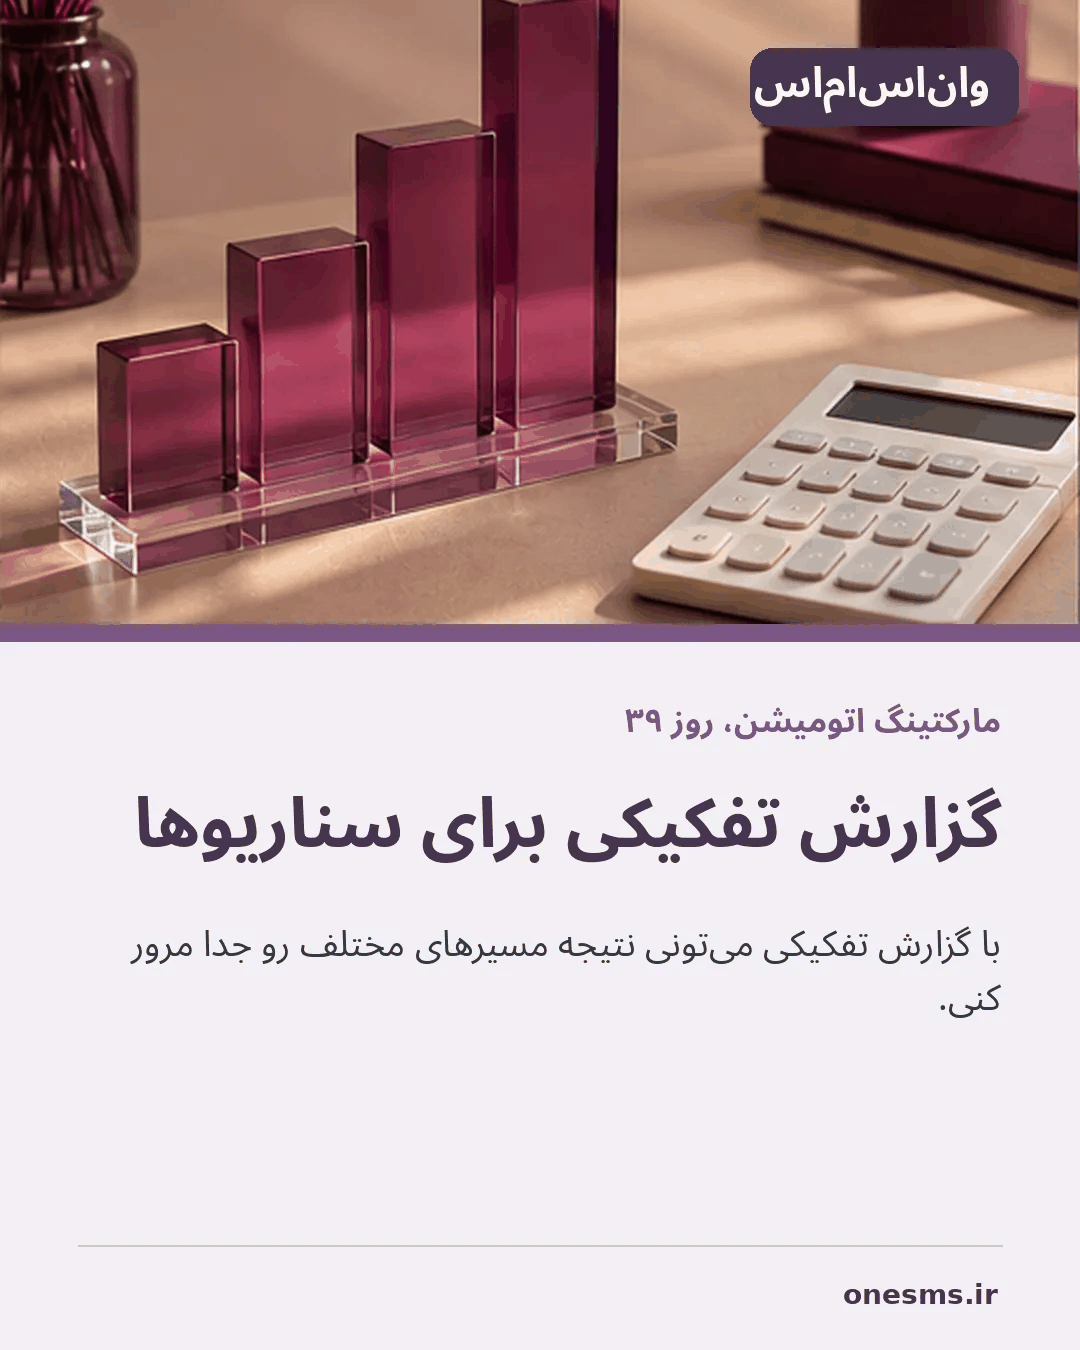 وان‌اس‌ام‌اس
مارکتینگ اتومیشن، روز ۳۹
گزارش تفکیکی برای سناریوها
با گزارش تفکیکی می‌تونی نتیجه مسیرهای مختلف رو جدا مرور
کنی.
onesms.ir